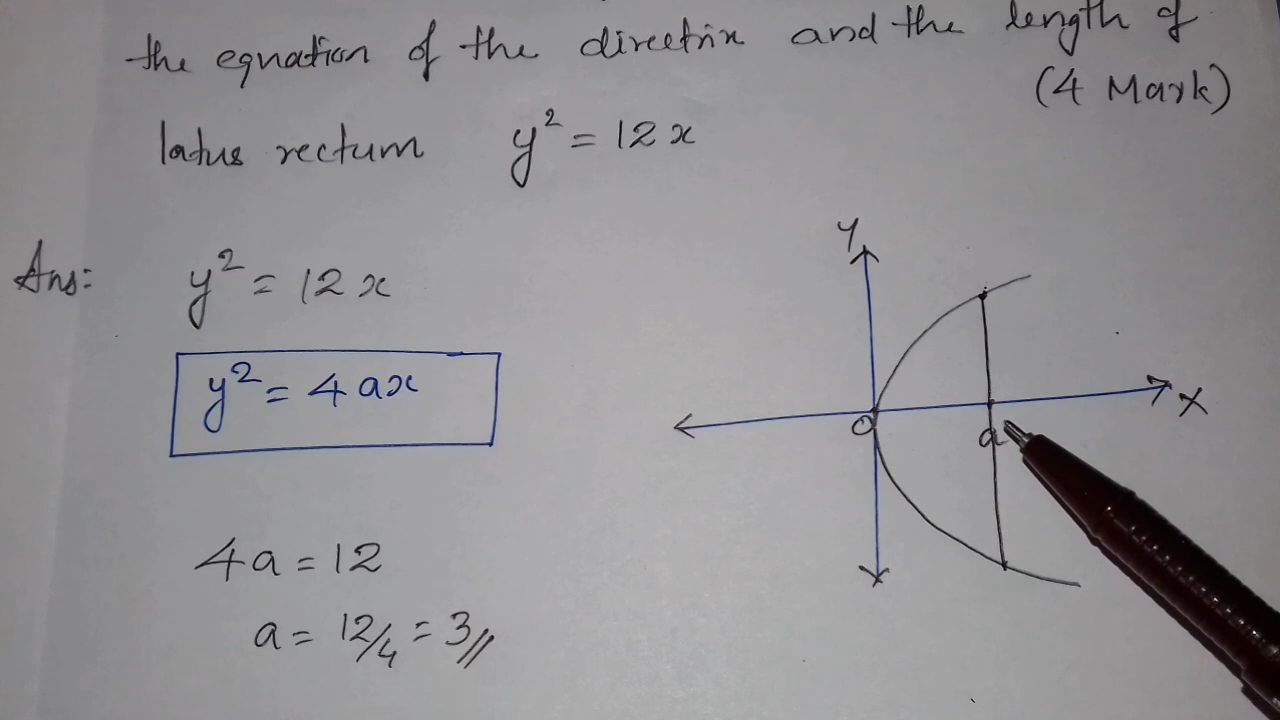 the equation of the directrix and the length of
(4 Mark)
latus rectum y² = 12x
Ans:
y² = 12x
y² = 4ax
4a = 12
a = 12/4 = 3//
Y
X
O
a